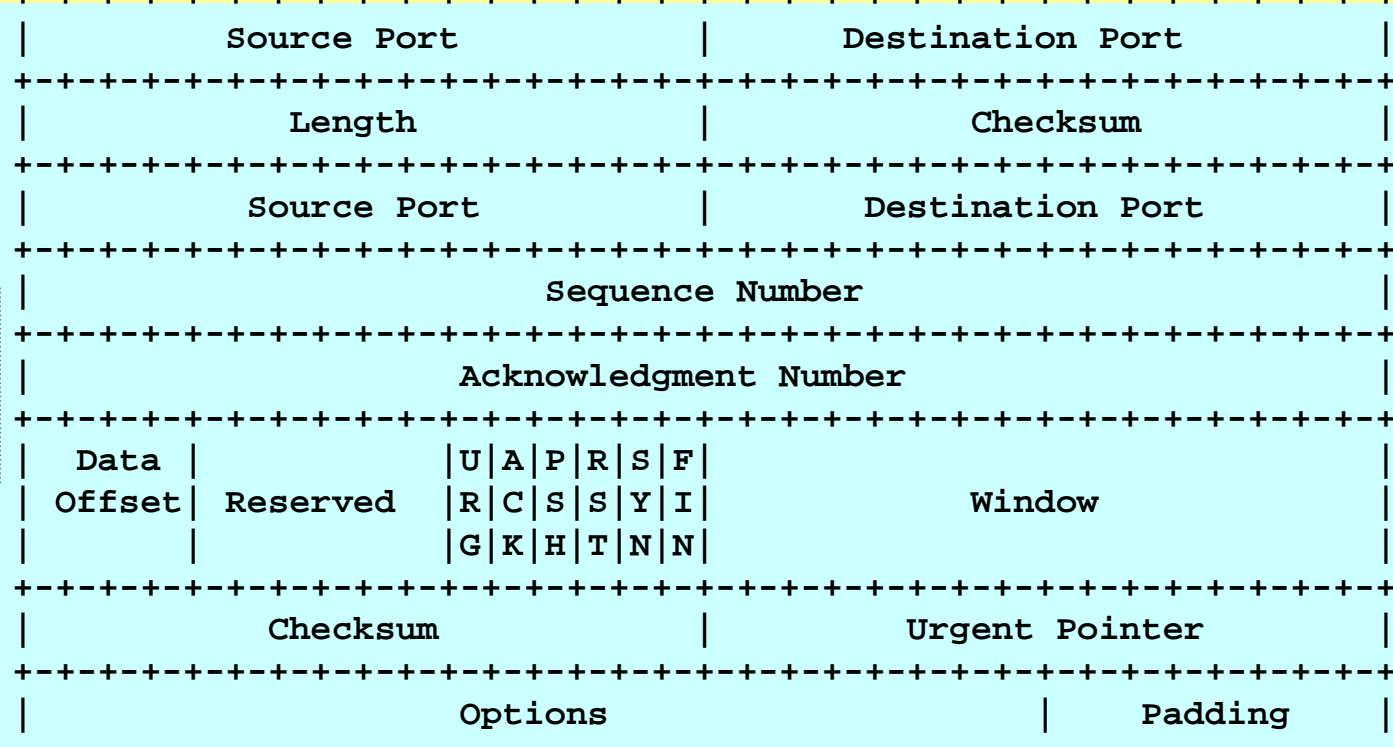 |         Source Port           |       Destination Port        |
+-+-+-+-+-+-+-+-+-+-+-+-+-+-+-+-+-+-+-+-+-+-+-+-+-+-+-+-+-+-+-+-+
|            Length             |            Checksum           |
+-+-+-+-+-+-+-+-+-+-+-+-+-+-+-+-+-+-+-+-+-+-+-+-+-+-+-+-+-+-+-+-+
|          Source Port          |       Destination Port        |
+-+-+-+-+-+-+-+-+-+-+-+-+-+-+-+-+-+-+-+-+-+-+-+-+-+-+-+-+-+-+-+-+
|                        Sequence Number                        |
+-+-+-+-+-+-+-+-+-+-+-+-+-+-+-+-+-+-+-+-+-+-+-+-+-+-+-+-+-+-+-+-+
|                    Acknowledgment Number                      |
+-+-+-+-+-+-+-+-+-+-+-+-+-+-+-+-+-+-+-+-+-+-+-+-+-+-+-+-+-+-+-+-+
|  Data |           |U|A|P|R|S|F|                               |
| Offset| Reserved  |R|C|S|S|Y|I|            Window             |
|       |           |G|K|H|T|N|N|                               |
+-+-+-+-+-+-+-+-+-+-+-+-+-+-+-+-+-+-+-+-+-+-+-+-+-+-+-+-+-+-+-+-+
|           Checksum            |         Urgent Pointer        |
+-+-+-+-+-+-+-+-+-+-+-+-+-+-+-+-+-+-+-+-+-+-+-+-+-+-+-+-+-+-+-+-+
|                    Options                    |    Padding    |